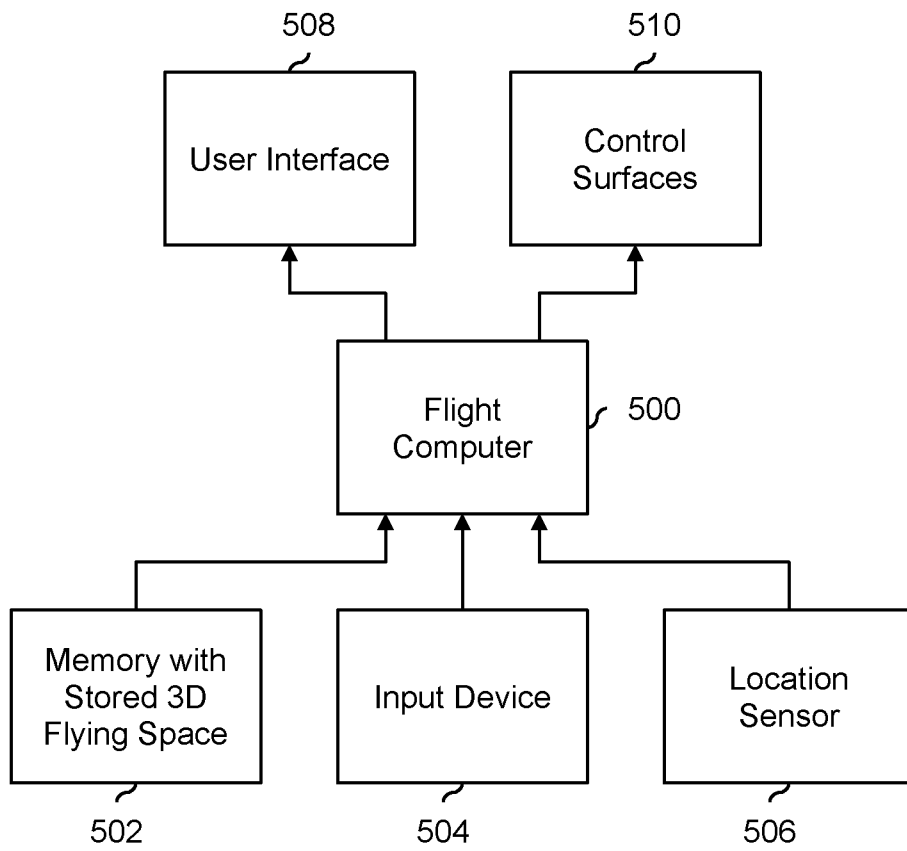 508
510
User Interface
Control
Surfaces
Flight
Computer
500
Memory with
Stored 3D
Flying Space
Input Device
Location
Sensor
502
504
506